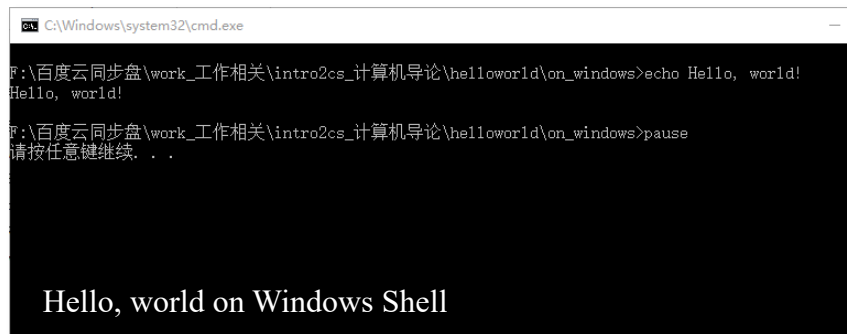 C:\Windows\system32\cmd.exe
F:\百度云同步盘\work_工作相关\intro2cs_计算机导论\helloworld\on_windows>echo Hello, world!
Hello, world!
F:\百度云同步盘\work_工作相关\intro2cs_计算机导论\helloworld\on_windows>pause
请按任意键继续. . .
Hello, world on Windows Shell